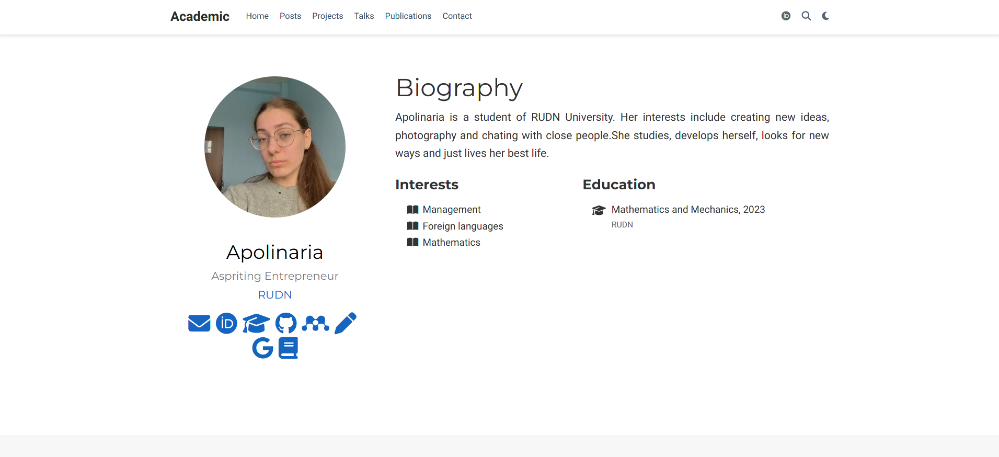 Academic Home Posts Projects Talks Publications Contact
Biography
Apolinaria is a student of RUDN University. Her interests include creating new ideas,
photography and chating with close people.She studies, develops herself, looks for new
ways and just lives her best life.
Interests
Management
Foreign languages
Mathematics
Education
Mathematics and Mechanics, 2023
RUDN
Apolinaria
Aspriting Entrepreneur
RUDN